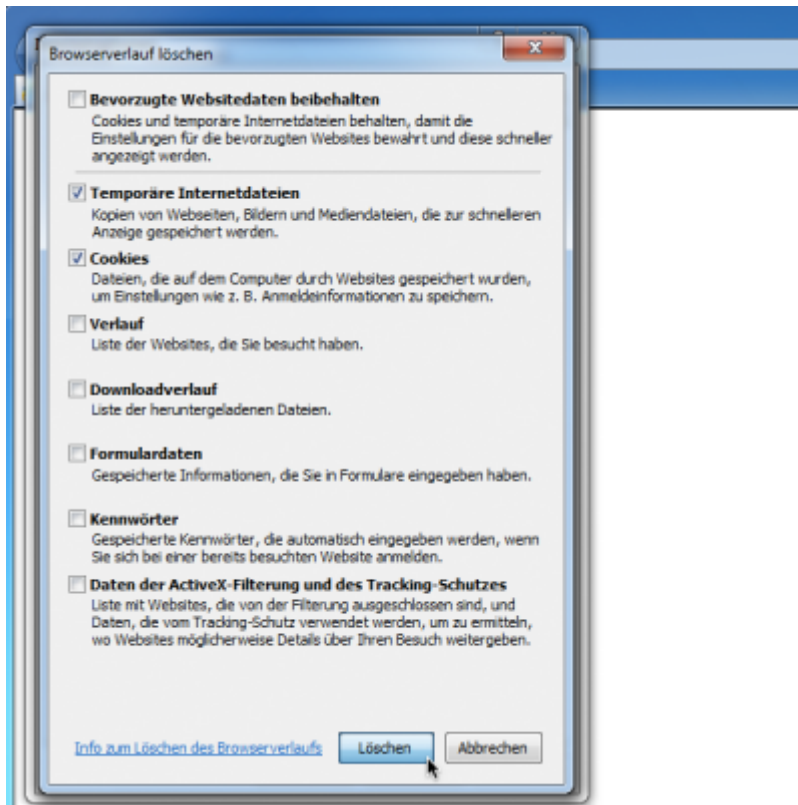 Browserverlauf löschen
Bevorzugte Websitedaten beibehalten
Cookies und temporäre Internetdateien behalten, damit die
Einstellungen für die bevorzugten Websites bewahrt und diese schneller
angezeigt werden.
Temporäre Internetdateien
Kopien von Webseiten, Bildern und Mediendateien, die zur schnelleren
Anzeige gespeichert werden.
Cookies
Dateien, die auf dem Computer durch Websites gespeichert wurden,
um Einstellungen wie z. B. Anmeldeinformationen zu speichern.
Verlauf
Liste der Websites, die Sie besucht haben.
Downloadverlauf
Liste der heruntergeladenen Dateien.
Formulardaten
Gespeicherte Informationen, die Sie in Formulare eingegeben haben.
Kennwörter
Gespeicherte Kennwörter, die automatisch eingegeben werden, wenn
Sie sich bei einer bereits besuchten Website anmelden.
Daten der ActiveX-Filterung und des Tracking-Schutzes
Liste mit Websites, die von der Filterung ausgeschlossen sind, und
Daten, die vom Tracking-Schutz verwendet werden, um zu ermitteln,
wo Websites möglicherweise Details über Ihren Besuch weitergeben.
Info zum Löschen des Browserverlaufs Löschen Abbrechen